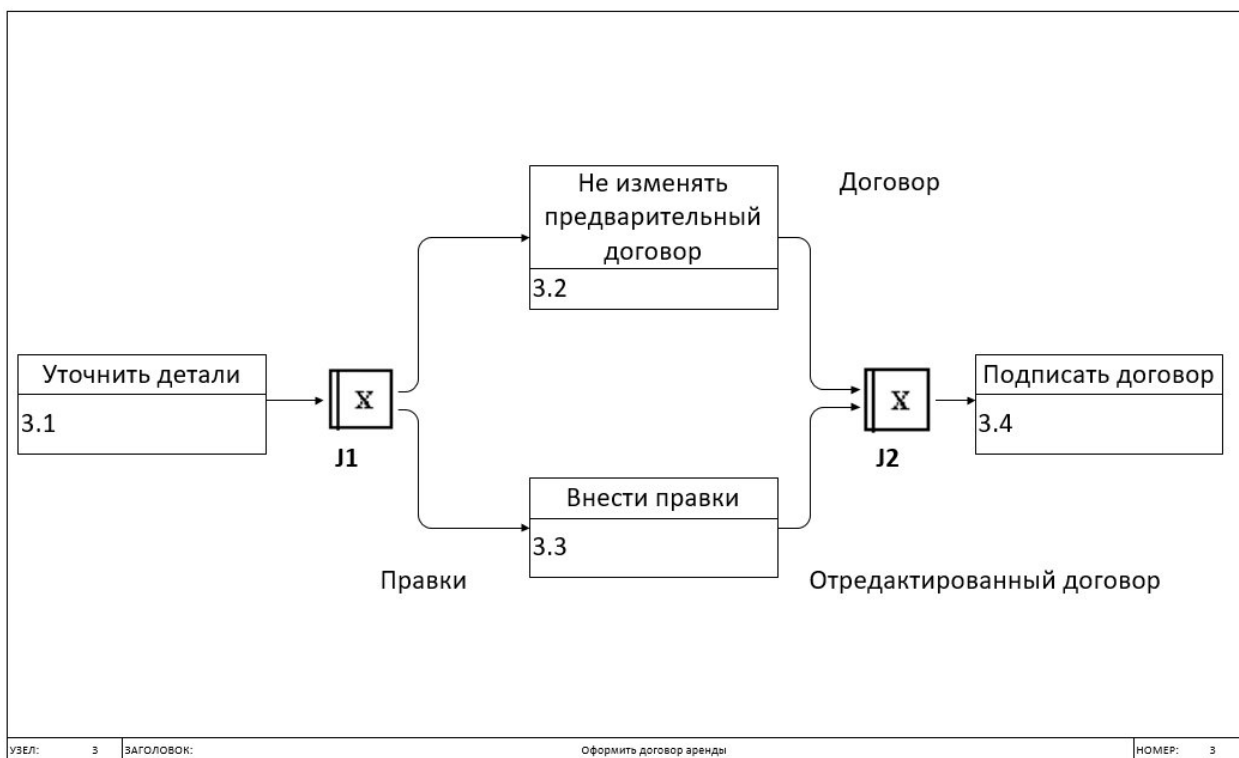 Не изменять
предварительный
договор
3.2
Договор
Уточнить детали
3.1
X
J1
X
J2
Подписать договор
3.4
Внести правки
3.3
Правки
Отредактированный договор
УЗЕЛ: 3 ЗАГОЛОВОК: Оформить договор аренды НОМЕР: 3